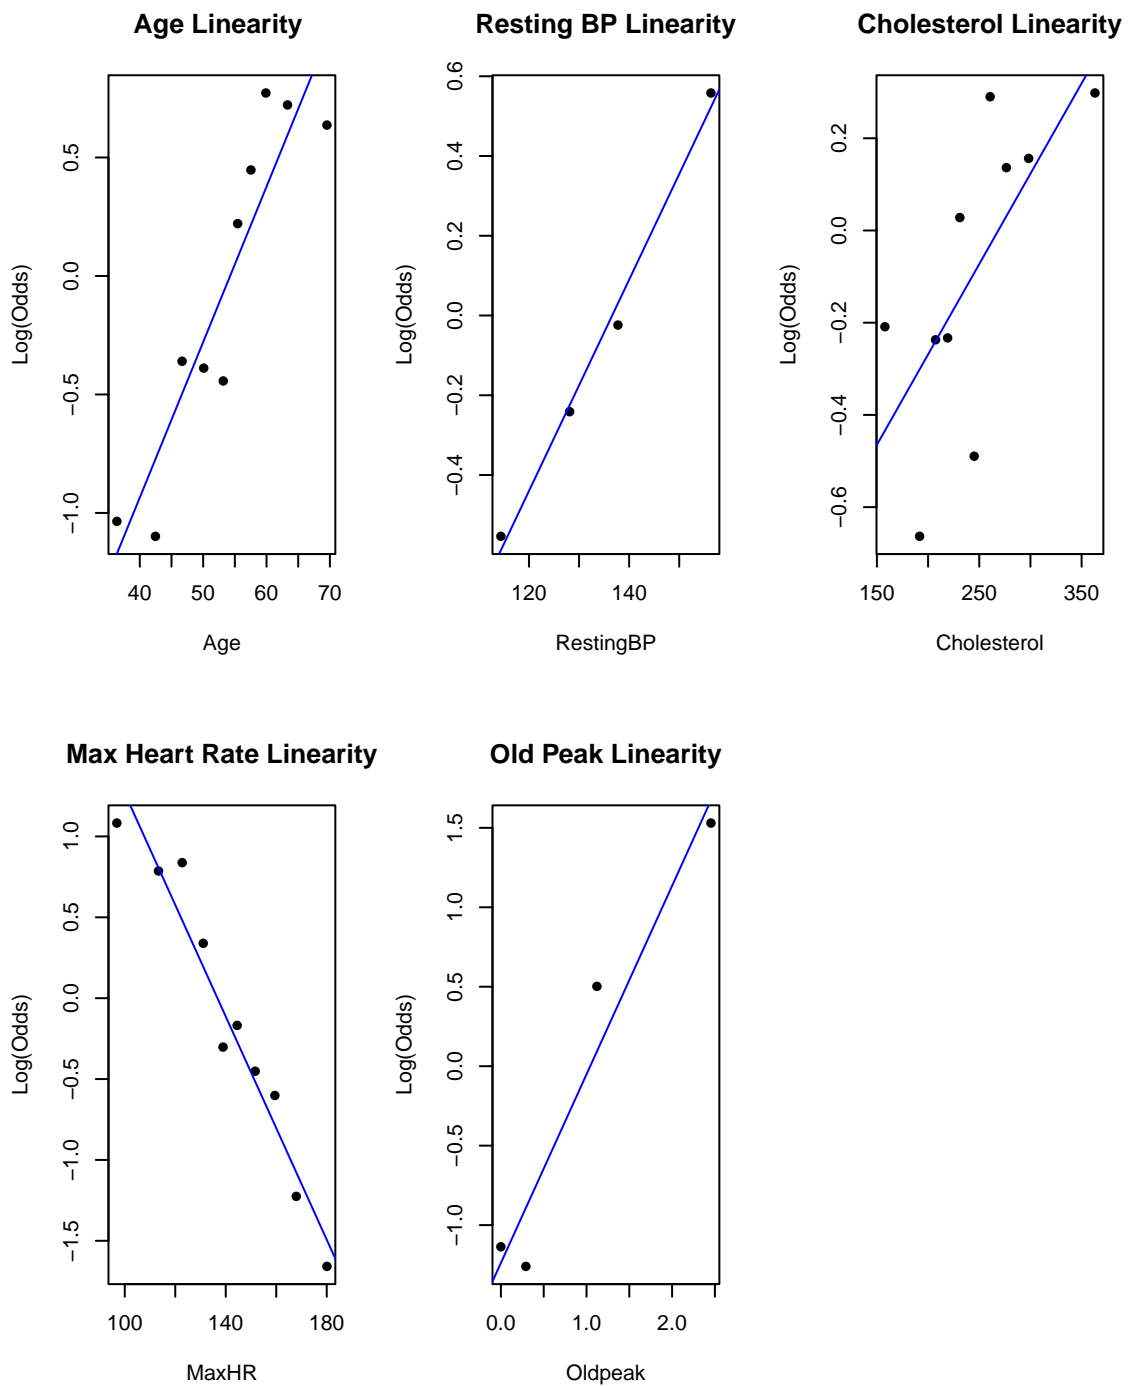 Age Linearity
Log(Odds)
0.5
0.0
−0.5
−1.0
40 50 60 70
Age
Resting BP Linearity
Log(Odds)
0.6
0.4
0.2
0.0
−0.2
−0.4
120 140
RestingBP
Cholesterol Linearity
Log(Odds)
0.2
0.0
−0.2
−0.4
−0.6
150 250 350
Cholesterol
Max Heart Rate Linearity
Log(Odds)
1.0
0.5
0.0
−0.5
−1.0
−1.5
100 140 180
MaxHR
Old Peak Linearity
Log(Odds)
1.5
1.0
0.5
0.0
−0.5
−1.0
0.0 1.0 2.0
Oldpeak